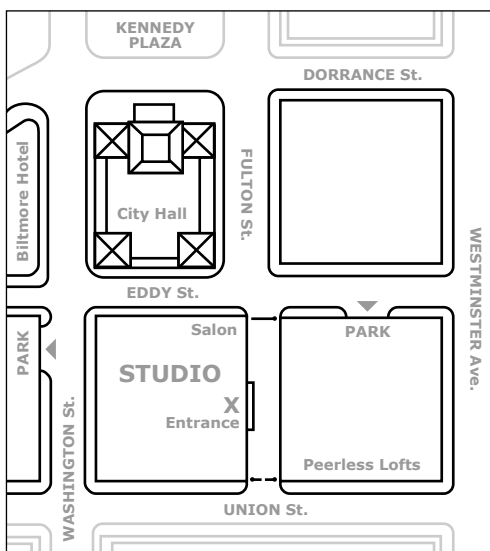 KENNEDY
PLAZA
DORRANCE St.
Biltmore Hotel
City Hall
FULTON St.
WESTMINSTER Ave.
EDDY St.
Salon
PARK
PARK
STUDIO
X
Entrance
WASHINGTON St.
Peerless Lofts
UNION St.